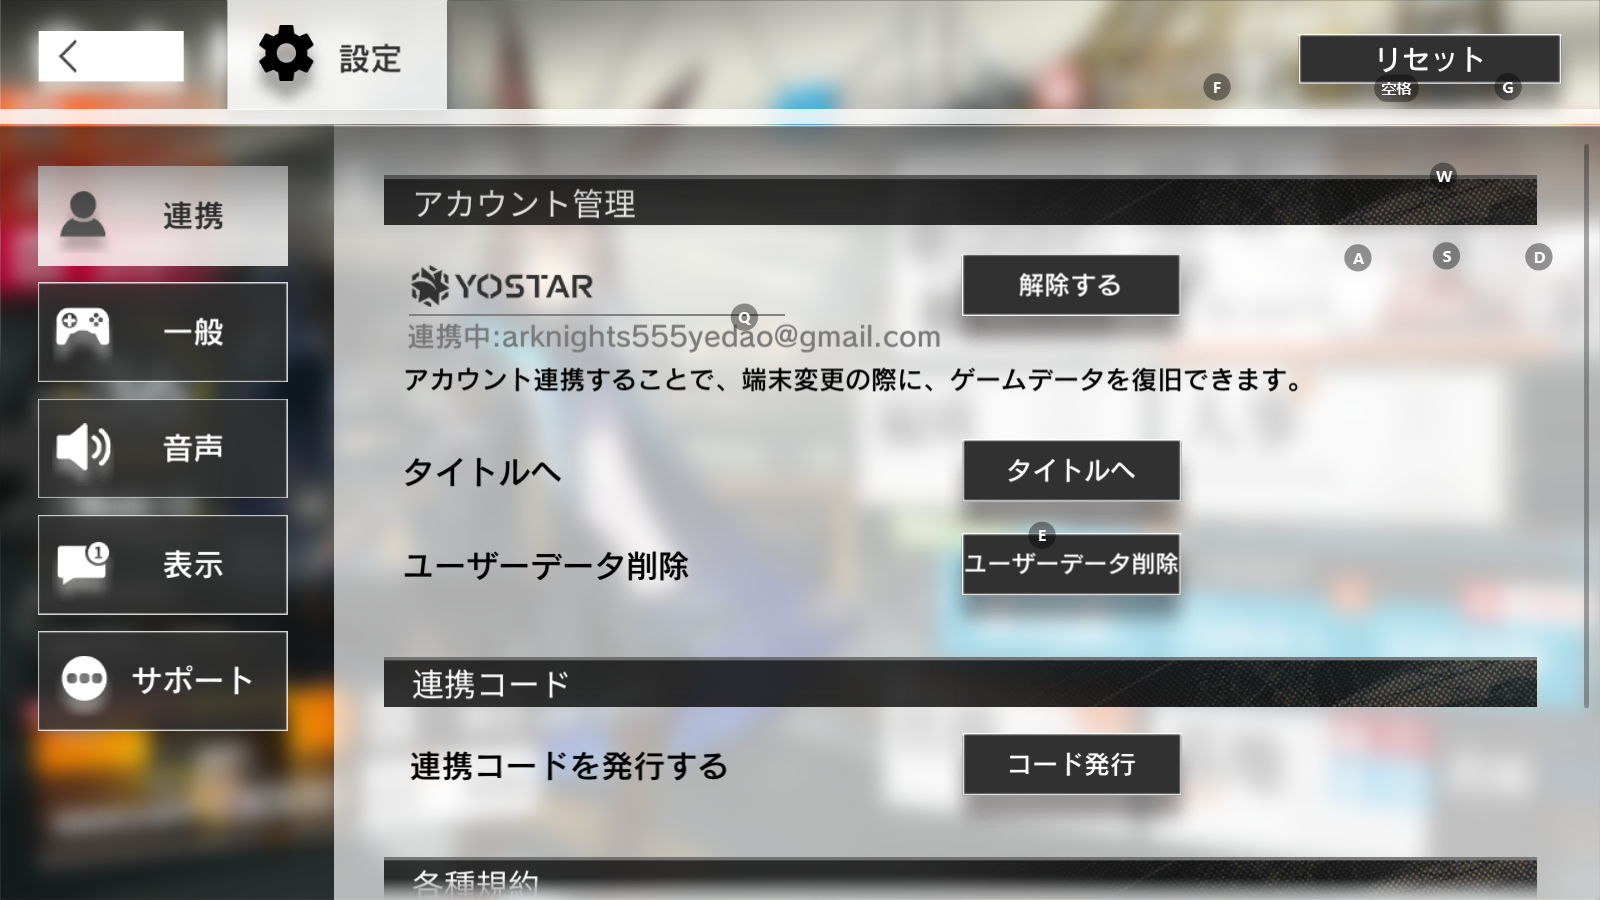 設定
リセット
F
空格
G
連携
アカウント管理
W
YOSTAR
解除する
A
S
D
一般
Q
連携中:arknights555yedao@gmail.com
アカウント連携することで、端末変更の際に、ゲームデータを復旧できます。
音声
タイトルへ
タイトルへ
E
表示
1
ユーザーデータ削除
ユーザーデータ削除
サポート
連携コード
連携コードを発行する
コード発行
各種規約